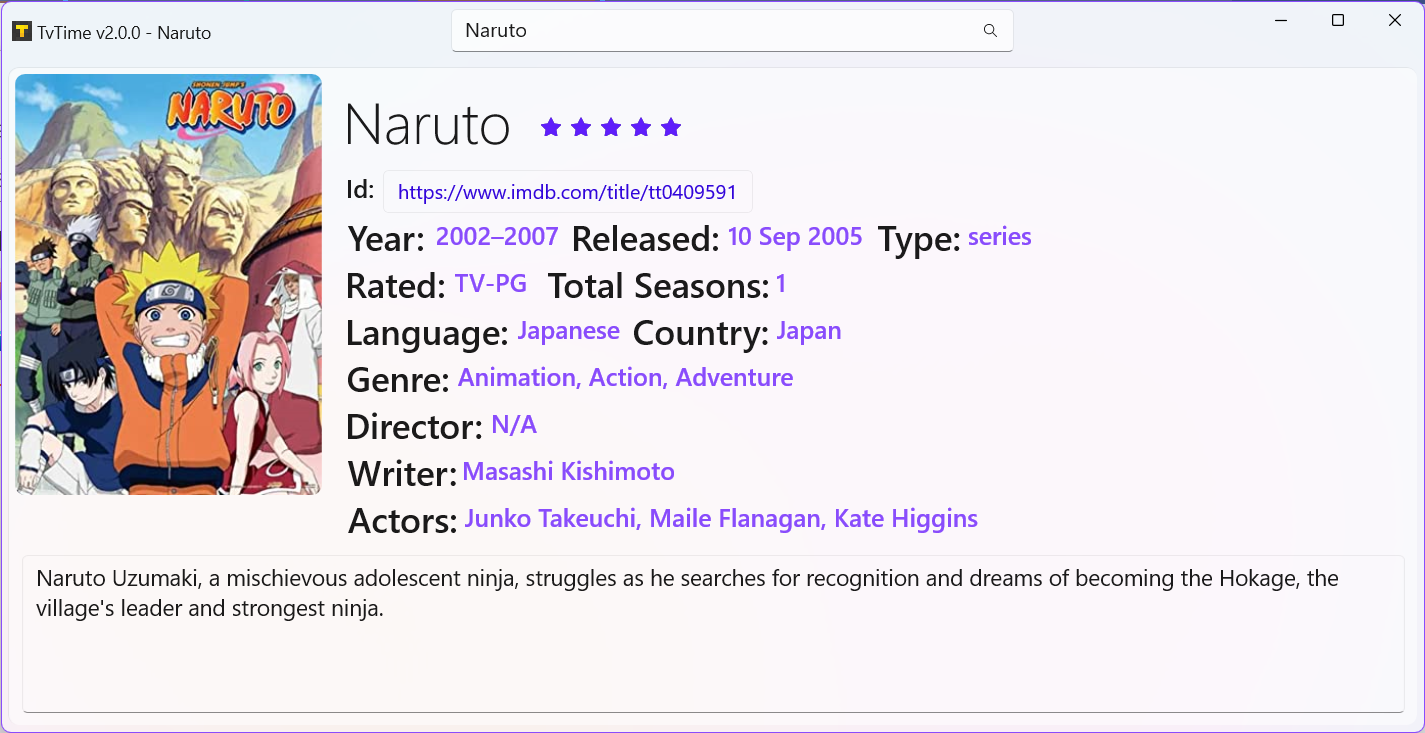 TvTime v2.0.0 - Naruto
Naruto
SHONEN JUMP'S
NARUTO
Naruto
Id: https://www.imdb.com/title/tt0409591
Year: 2002–2007 Released: 10 Sep 2005 Type: series
Rated: TV-PG Total Seasons: 1
Language: Japanese Country: Japan
Genre: Animation, Action, Adventure
Director: N/A
Writer: Masashi Kishimoto
Actors: Junko Takeuchi, Maile Flanagan, Kate Higgins
Naruto Uzumaki, a mischievous adolescent ninja, struggles as he searches for recognition and dreams of becoming the Hokage, the
village's leader and strongest ninja.